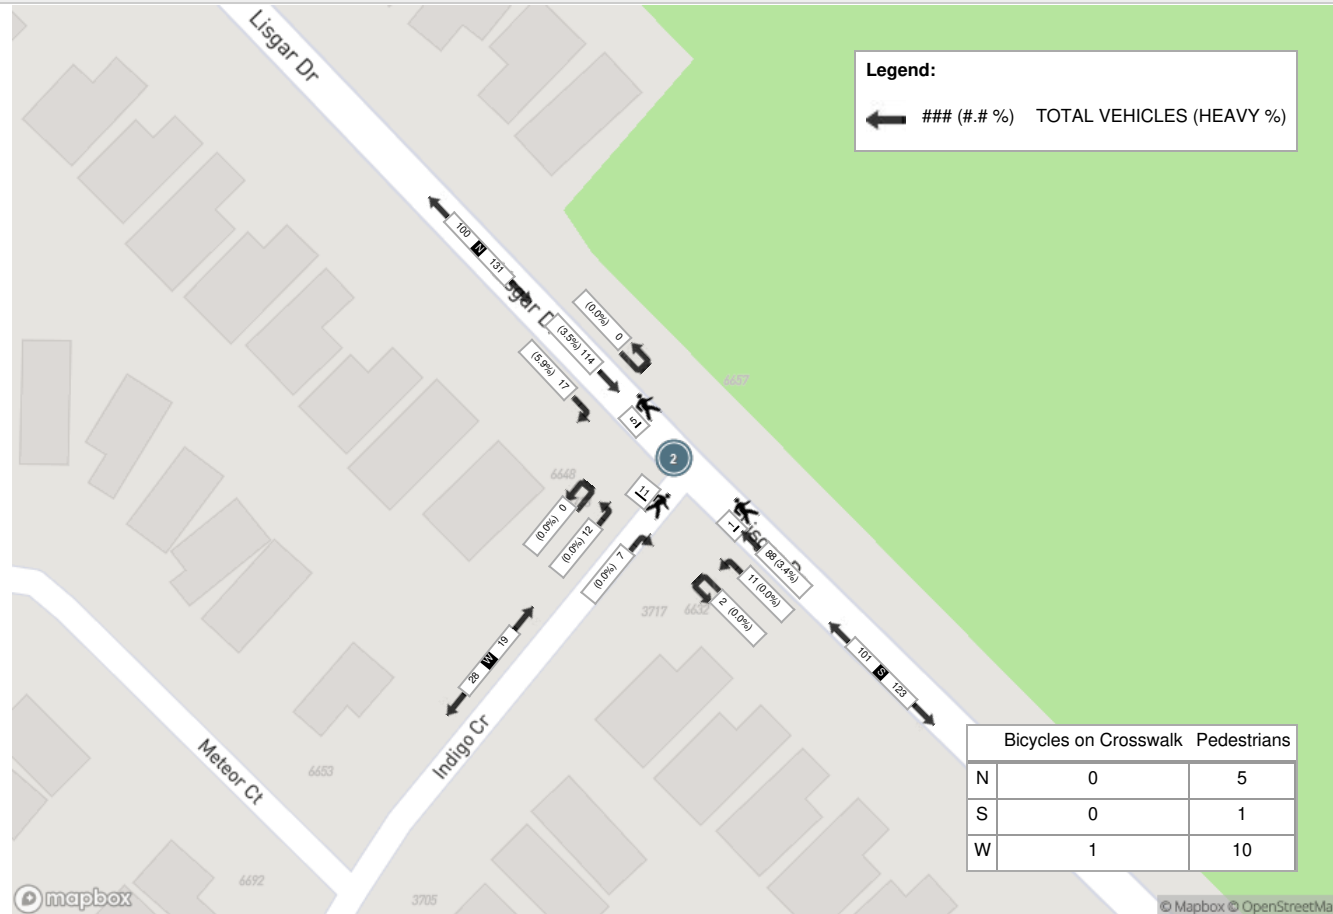 Lisgar Dr
Legend:
### (#.# %) TOTAL VEHICLES (HEAVY %)
100 N 131
(0.0%) 0
(3.5%) 114
(5.9%) 17
6657
5
2
6648
11
(0.0%) 0
(0.0%) 12
(0.0%) 7
1
88 (3.4%)
11 (0.0%)
2 (0.0%)
3717
6632
28 W 19
101 S 123
Indigo Cr
Meteor Ct
6653
6692
3705
Bicycles on Crosswalk Pedestrians
N 0 5
S 0 1
W 1 10
mapbox
© Mapbox © OpenStreetMa